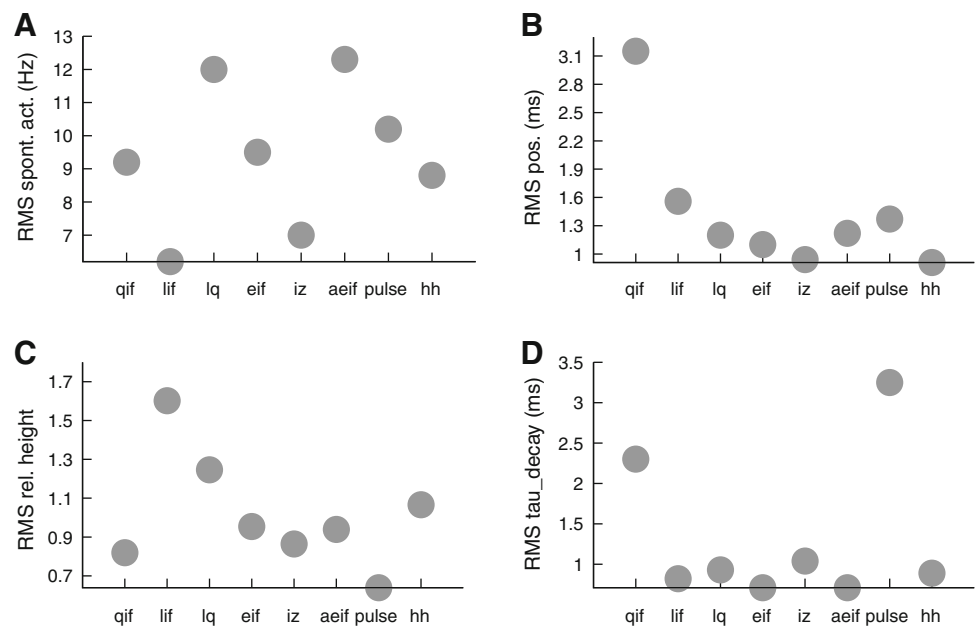 A
RMS spont. act. (Hz)
13
12
11
10
9
8
7
qif lif lq eif iz aeif pulse hh
B
RMS pos. (ms)
3.1
2.8
2.5
2.2
1.9
1.6
1.3
1
qif lif lq eif iz aeif pulse hh
C
RMS rel. height
1.7
1.5
1.3
1.1
0.9
0.7
qif lif lq eif iz aeif pulse hh
D
RMS tau_decay (ms)
3.5
3
2.5
2
1.5
1
qif lif lq eif iz aeif pulse hh